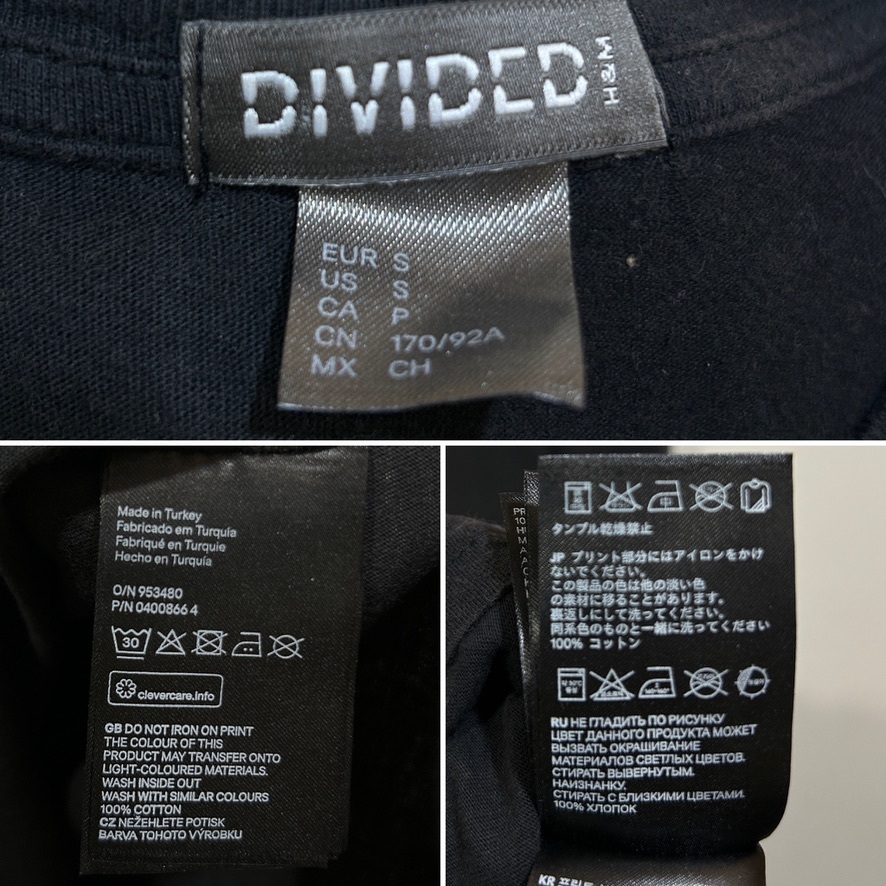 DIVIDED
H&M
EUR S
US S
CA P
CN 170/92A
MX CH
Made in Turkey
Fabricado em Turquia
Fabriqué en Turquie
Hecho en Turquía
O/N 953480
P/N 0400866 4
30
clevercare.info
GB DO NOT IRON ON PRINT
THE COLOUR OF THIS
PRODUCT MAY TRANSFER ONTO
LIGHT-COLOURED MATERIALS.
WASH INSIDE OUT
WASH WITH SIMILAR COLOURS
100% COTTON
CZ NEŽEHLETE POTISK
BARVA TOHOTO VÝROBKU
PR
10
中
タンブル乾燥禁止
JP プリント部分にはアイロンをかけ
ないでください。
この製品の色は他の淡い色
の素材に移ることがあります。
裏返しにして洗ってください。
同系色のものと一緒に洗ってください
100% コットン
RU НЕ ГЛАДИТЬ ПО РИСУНКУ
ЦВЕТ ДАННОГО ПРОДУКТА МОЖЕТ
ВЫЗВАТЬ ОКРАШИВАНИЕ
МАТЕРИАЛОВ СВЕТЛЫХ ЦВЕТОВ.
СТИРАТЬ ВЫВЕРНУТЫМ.
НАИЗНАНКУ.
СТИРАТЬ С БЛИЗКИМИ ЦВЕТАМИ.
100% ХЛОПОК
KR